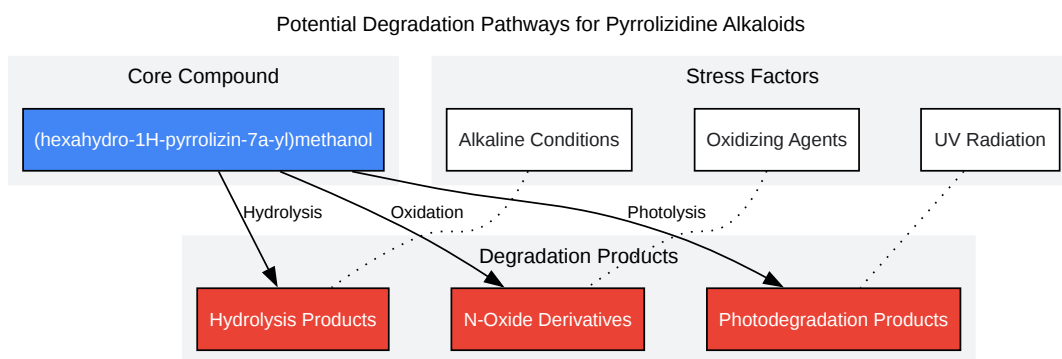 Potential Degradation Pathways for Pyrrolizidine Alkaloids
Core Compound
Stress Factors
(hexahydro-1H-pyrrolizin-7a-yl)methanol
Alkaline Conditions
Oxidizing Agents
UV Radiation
Hydrolysis
Oxidation
Photolysis
Degradation Products
Hydrolysis Products
N-Oxide Derivatives
Photodegradation Products